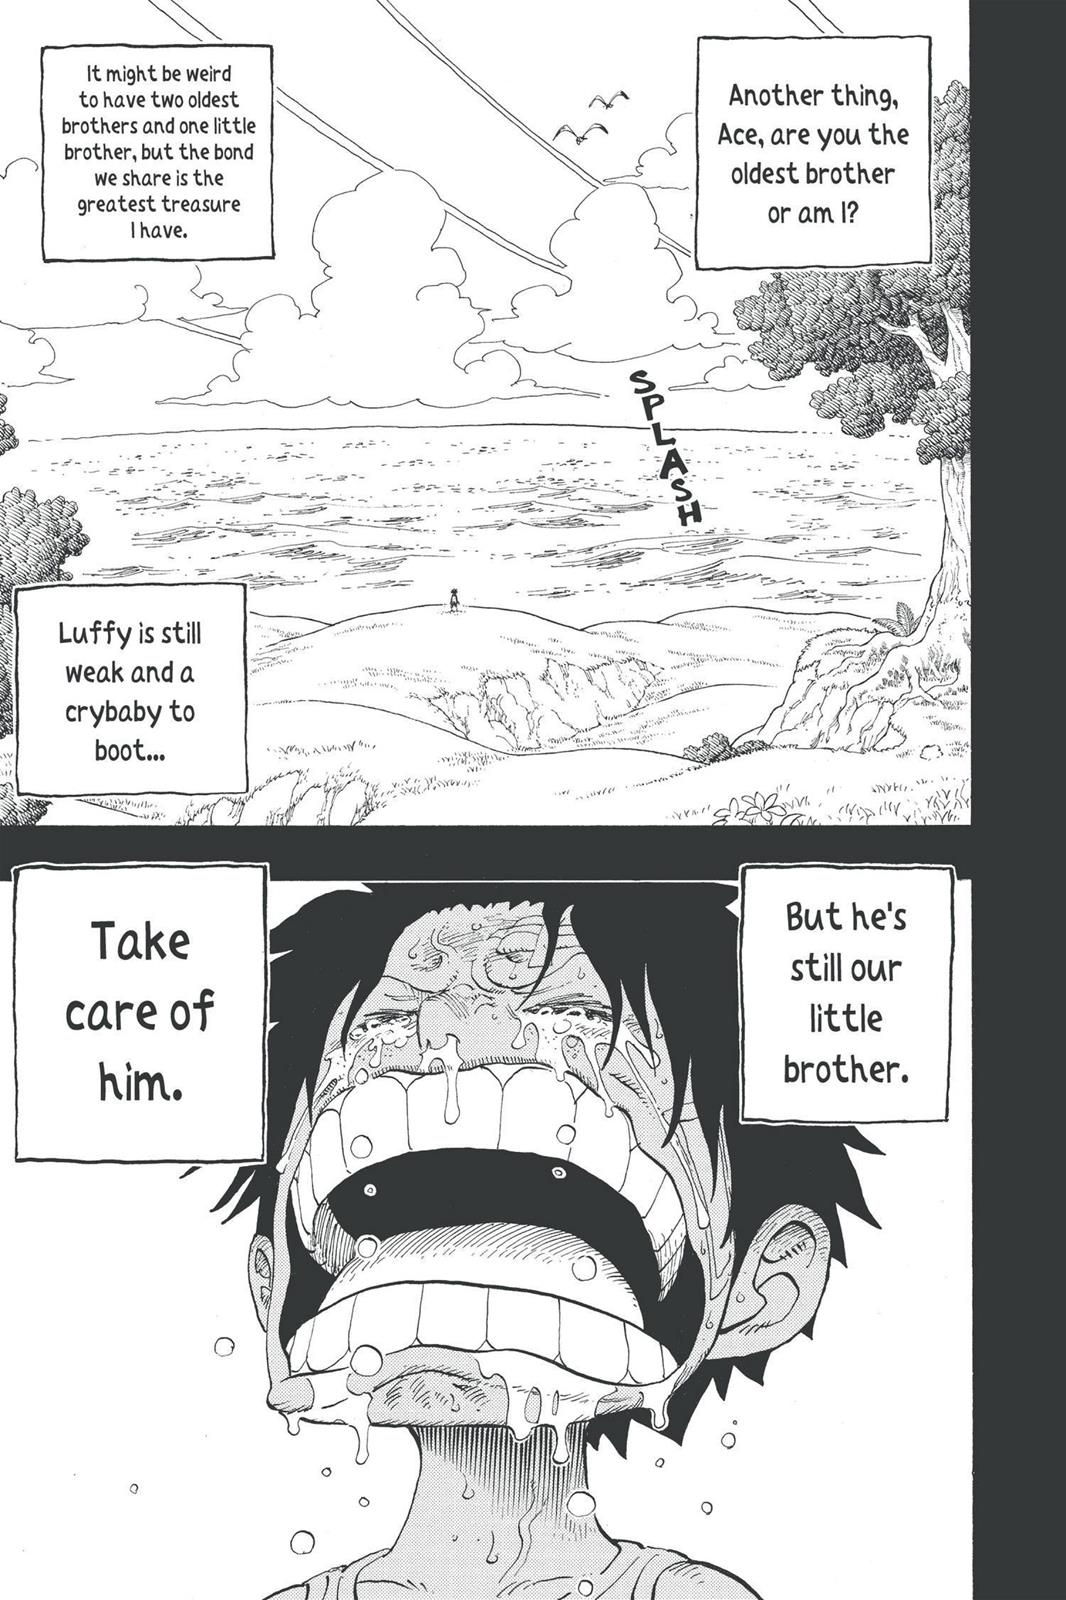 Another thing,
Ace, are you the
oldest brother
or am I?
It might be weird
to have two oldest
brothers and one little
brother, but the bond
we share is the
greatest treasure
I have.
SPLASH
Luffy is still
weak and a
crybaby to
boot...
But he's
still our
little
brother.
Take
care of
him.